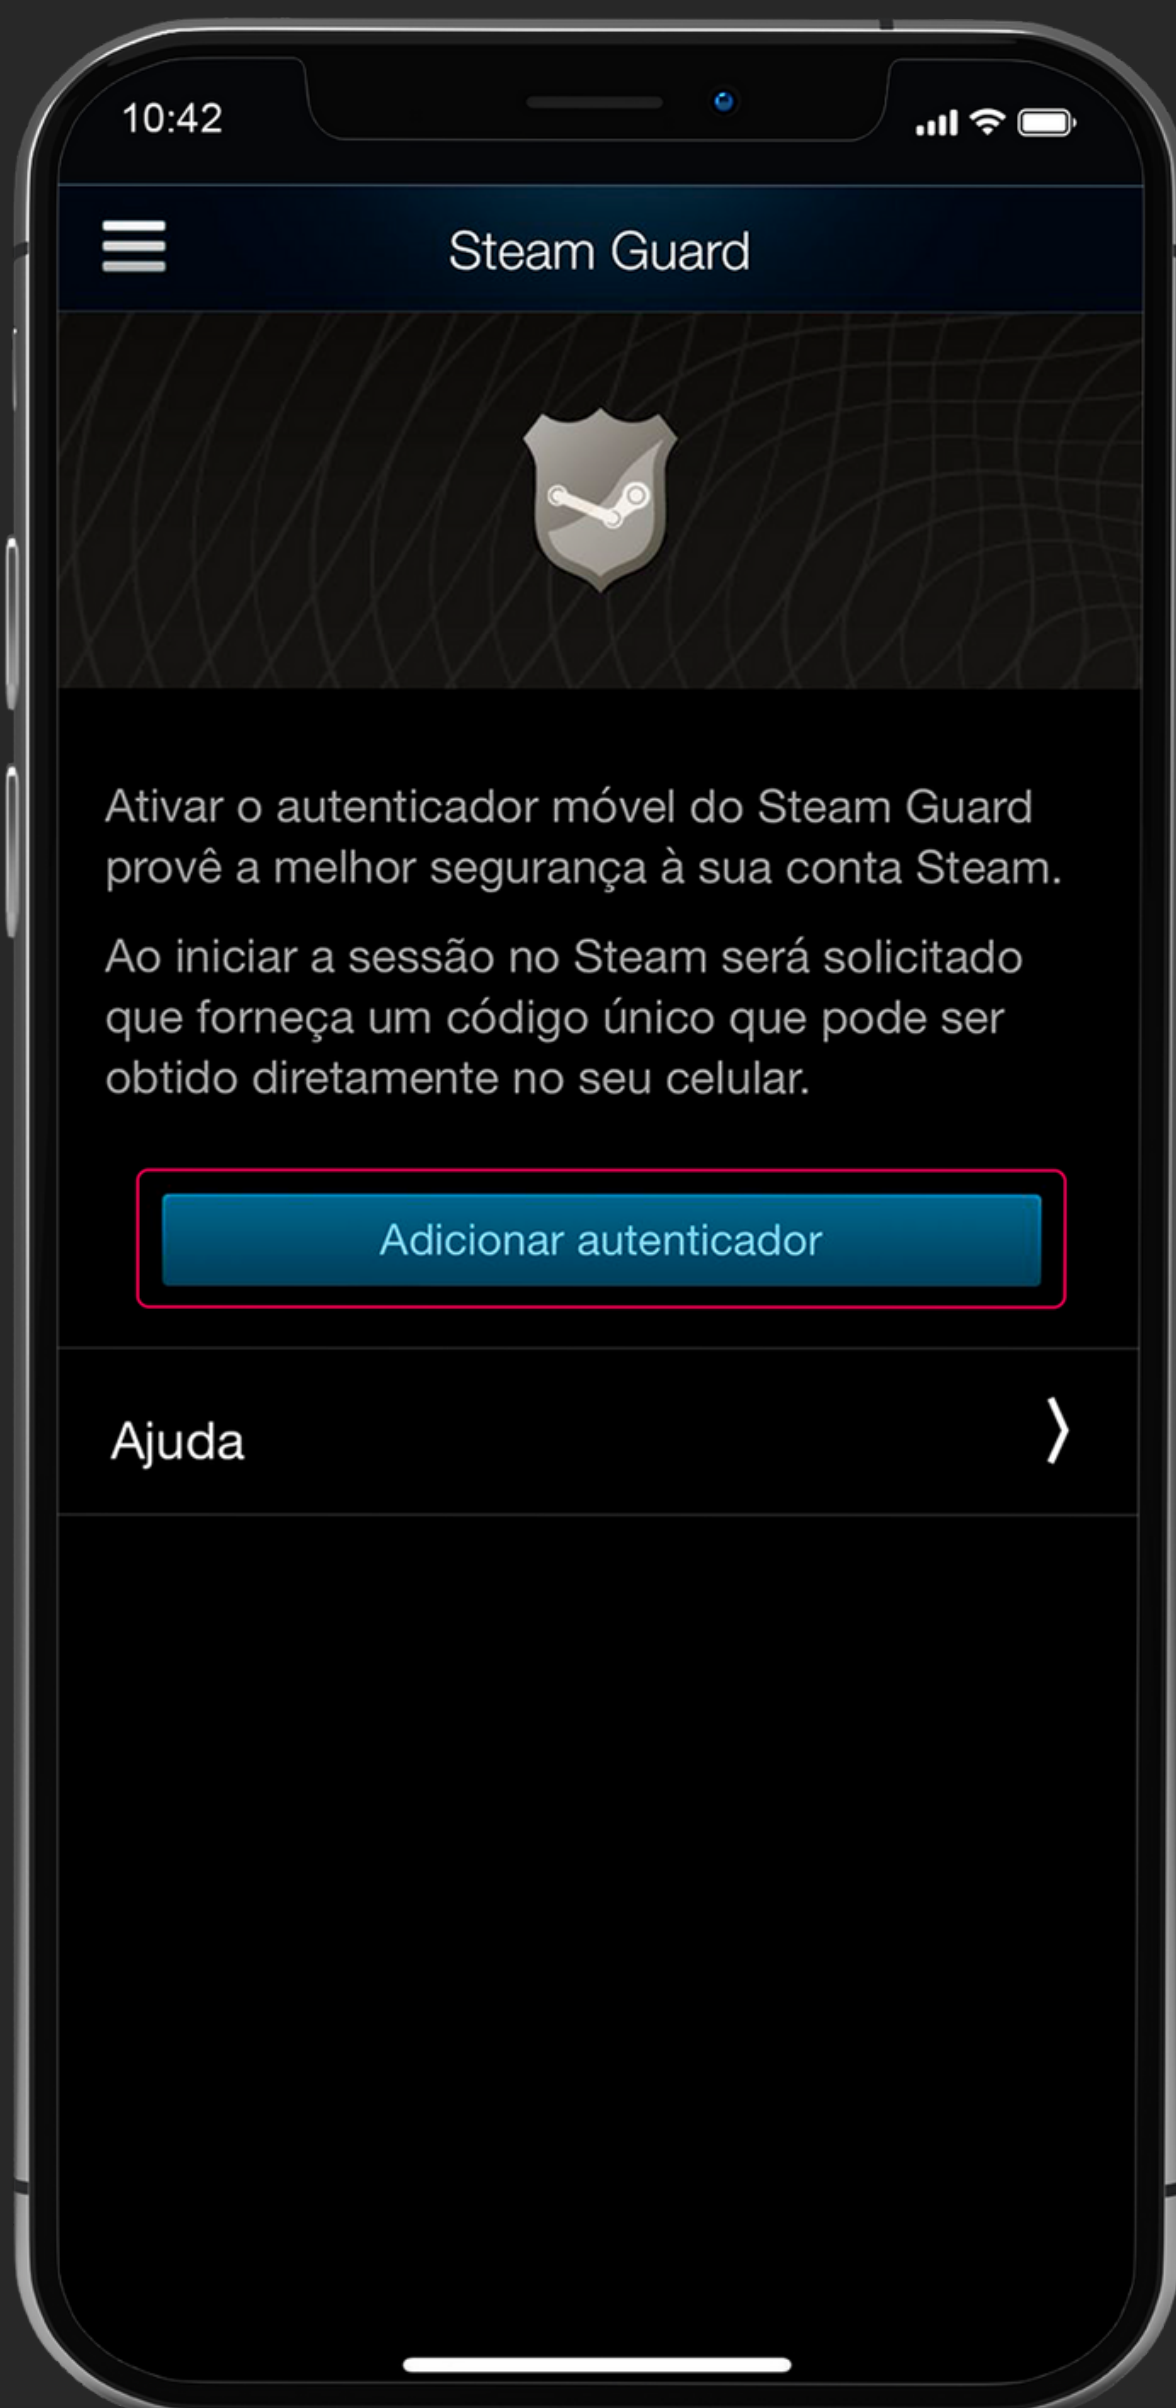 10:42
Steam Guard
Ativar o autenticador móvel do Steam Guard
provê a melhor segurança à sua conta Steam.
Ao iniciar a sessão no Steam será solicitado
que forneça um código único que pode ser
obtido diretamente no seu celular.
Adicionar autenticador
Ajuda